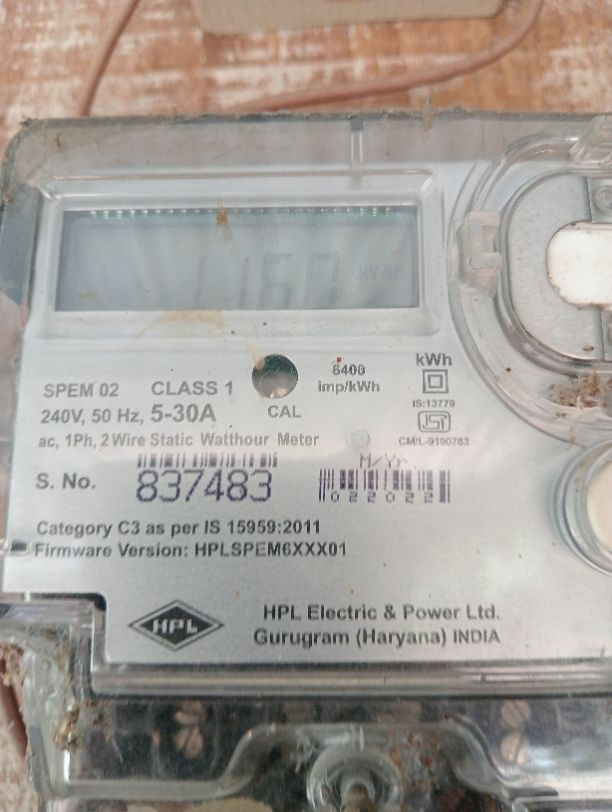 kWh
6400
imp/kWh
SPEM 02 CLASS 1
IS:13779
240V, 50 Hz, 5-30A
CAL
ISI
CM/L-9190783
ac, 1Ph, 2 Wire Static Watthour Meter
M/Yr.
S. No. 837483
022022
Category C3 as per IS 15959:2011
Firmware Version: HPLSPEM6XXX01
HPL
HPL Electric & Power Ltd.
Gurugram (Haryana) INDIA